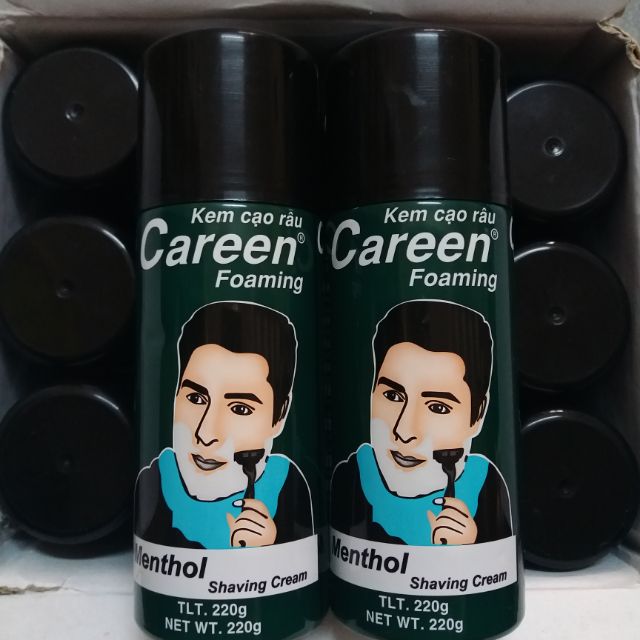 Kem cạo râu
Careen®
Foaming
Menthol
Shaving Cream
TLT. 220g
NET WT. 220g
Kem cạo râu
Careen®
Foaming
Menthol
Shaving Cream
TLT. 220g
NET WT. 220g